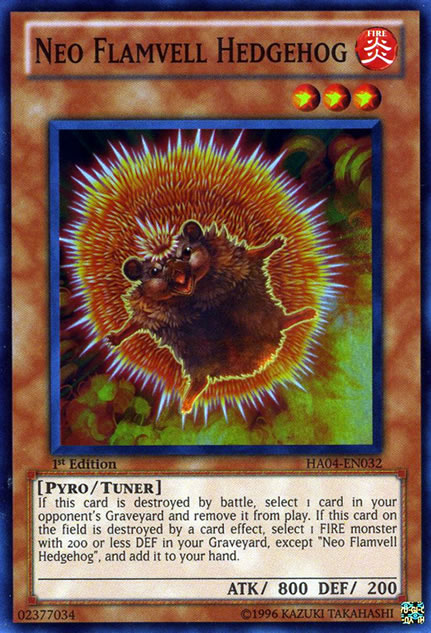 NEO FLAMVELL HEDGEHOG
FIRE
炎
1st Edition
HA04-EN032
[PYRO/TUNER]
If this card is destroyed by battle, select 1 card in your
opponent's Graveyard and remove it from play. If this card on
the field is destroyed by a card effect, select 1 FIRE monster
with 200 or less DEF in your Graveyard, except "Neo Flamvell
Hedgehog", and add it to your hand.
ATK/ 800 DEF/ 200
02377034
©1996 KAZUKI TAKAHASHI